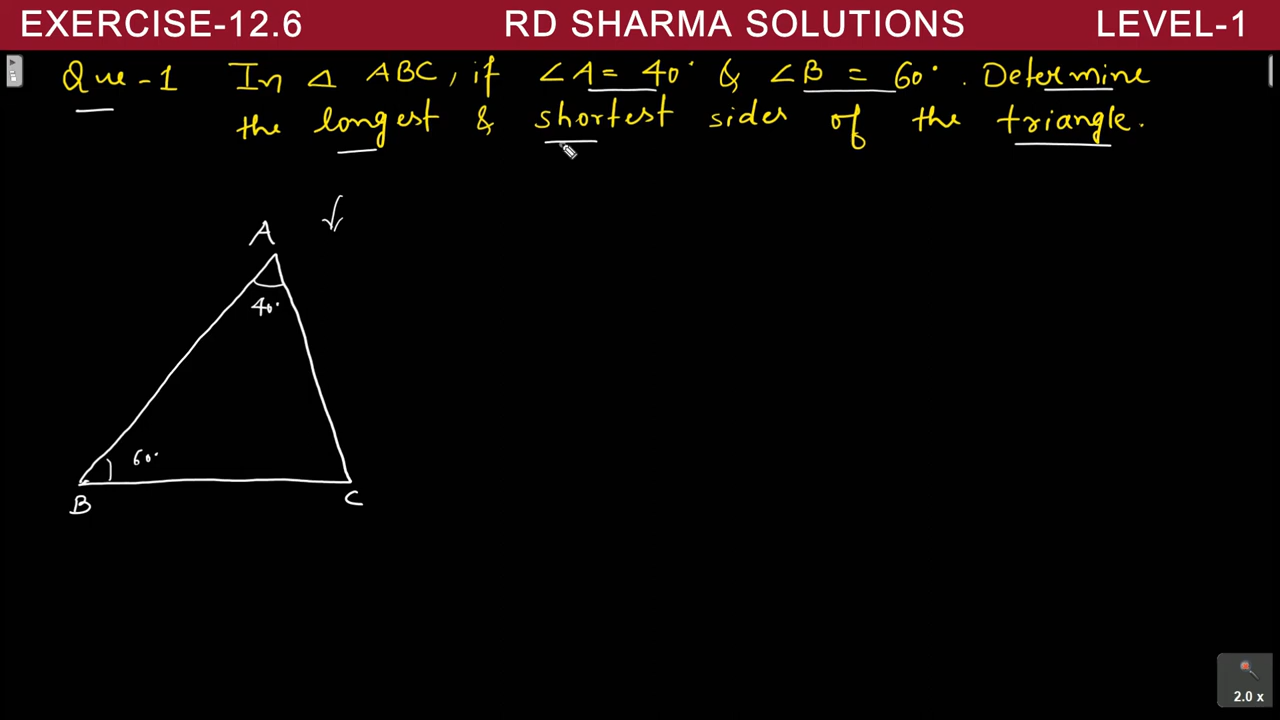 EXERCISE-12.6 RD SHARMA SOLUTIONS LEVEL-1
Que-1 In △ ABC, if ∠A = 40° & ∠B = 60°. Determine
the longest & shortest sides of the triangle.
A
40°
60°
B C
2.0 x